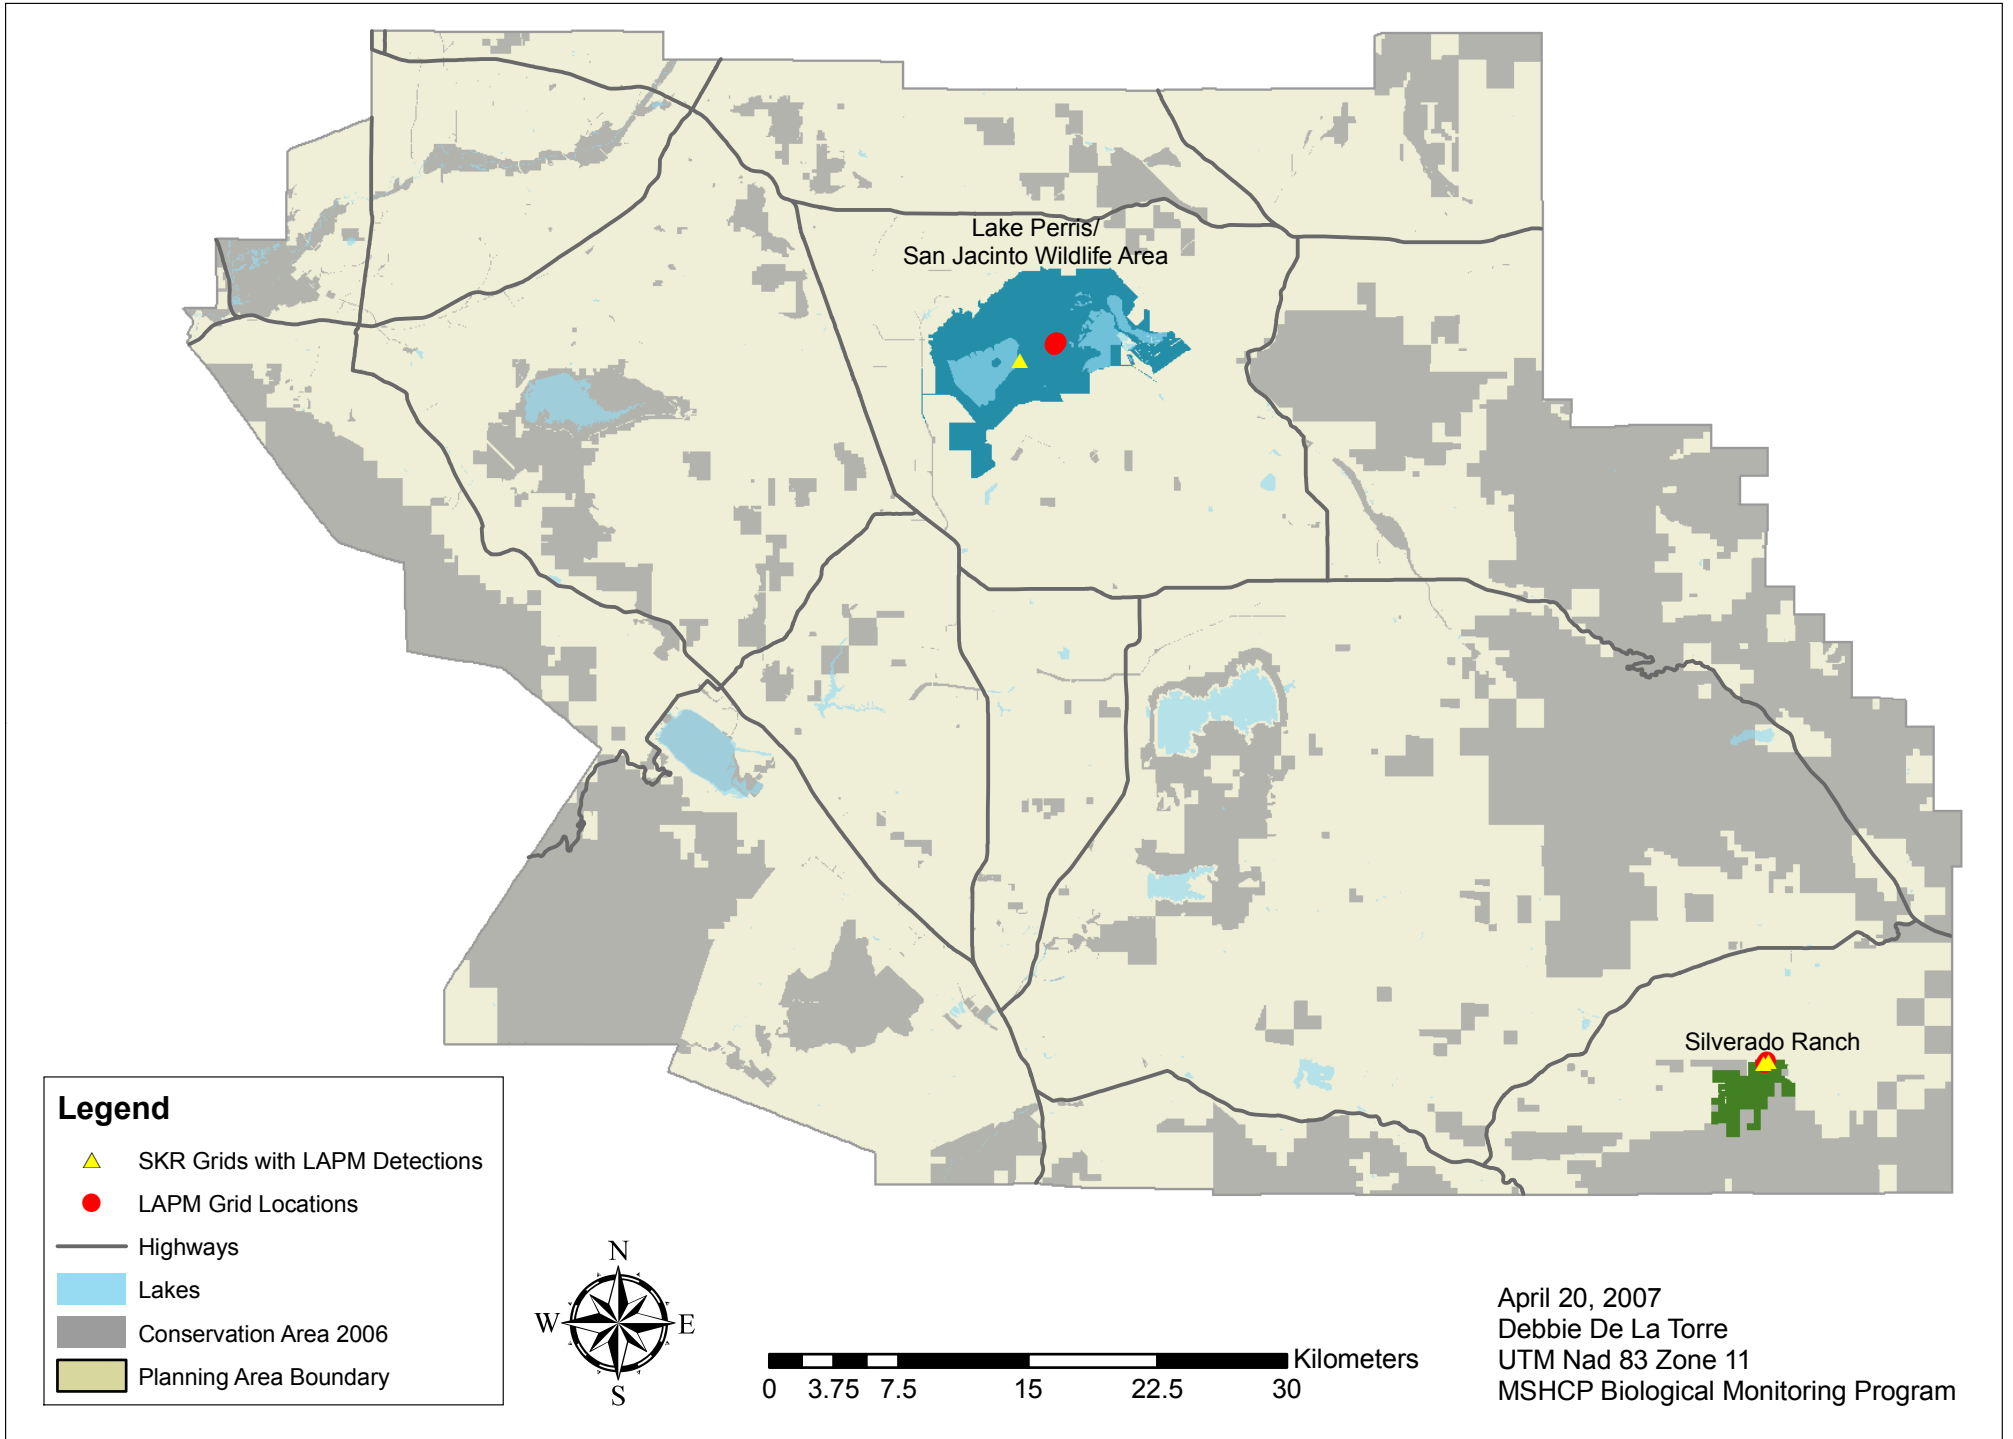 Lake Perris/
San Jacinto Wildlife Area
Silverado Ranch
Legend
SKR Grids with LAPM Detections
LAPM Grid Locations
Highways
Lakes
Conservation Area 2006
Planning Area Boundary
N
W E
S
Kilometers
0 3.75 7.5 15 22.5 30
April 20, 2007
Debbie De La Torre
UTM Nad 83 Zone 11
MSHCP Biological Monitoring Program